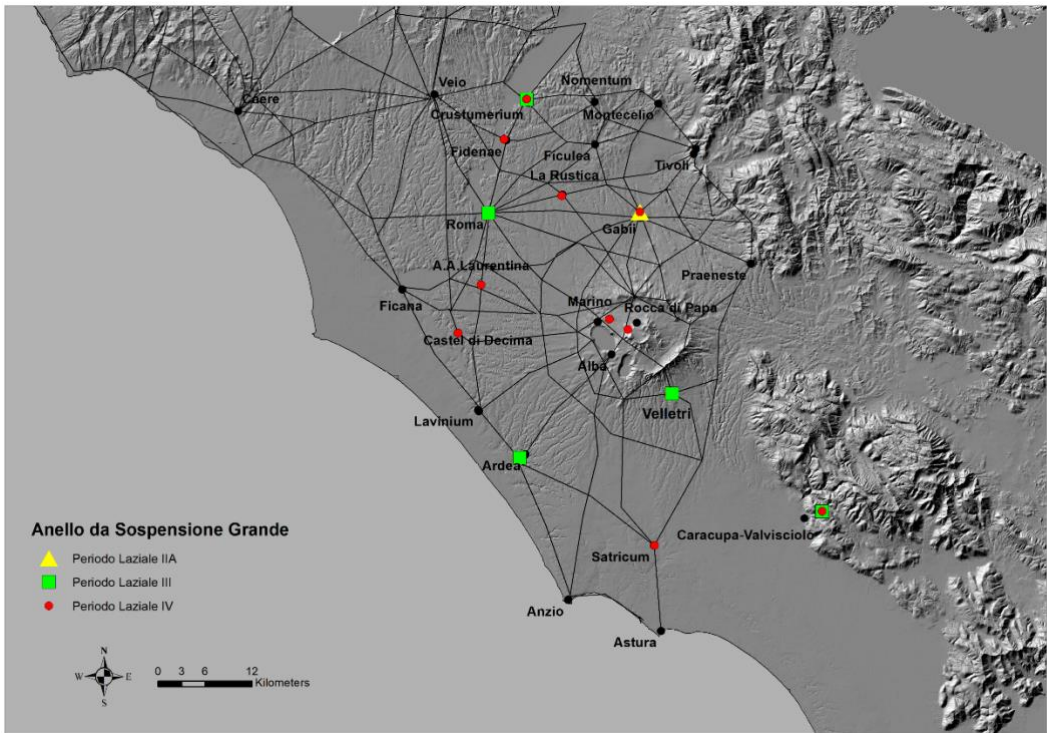 Veio
Nomentum
Caere
Crustumerium
Montecelio
Fidenae
Ficulea
Tivoli
La Rustica
Roma
Gabii
A.A.Laurentina
Praeneste
Ficana
Marino
Rocca di Papa
Castel di Decima
Alba
Lavinium
Velletri
Ardea
Anello da Sospensione Grande
Periodo Laziale IIA
Periodo Laziale III
Periodo Laziale IV
Caracupa-Valvisciolo
Satricum
Anzio
Astura
N
W
E
S
0 3 6 12
Kilometers